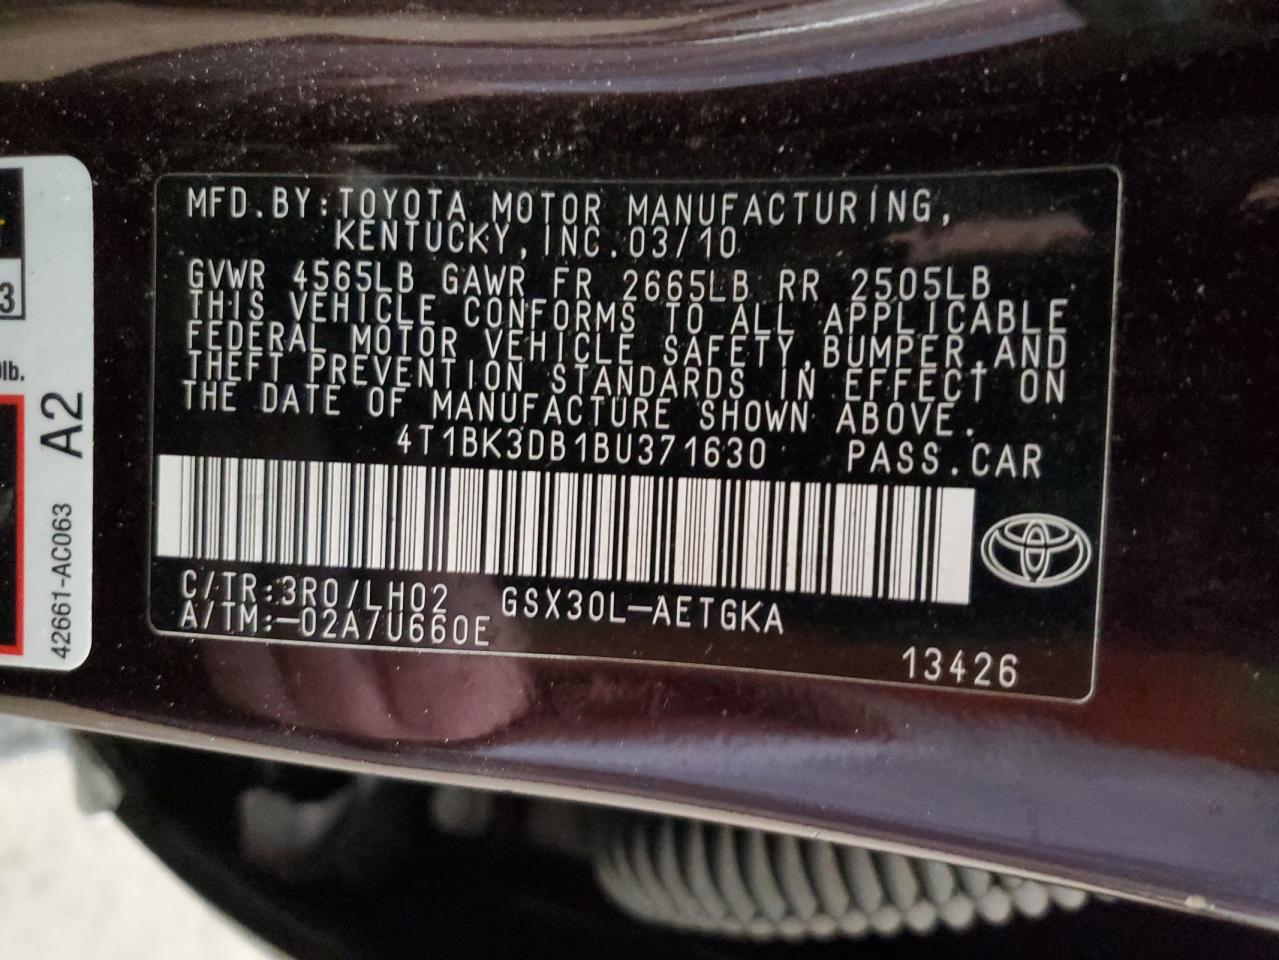 MFD.BY:TOYOTA MOTOR MANUFACTURING,
KENTUCKY,INC.03/10
GVWR 4565LB GAWR FR 2665LB RR 2505LB
THIS VEHICLE CONFORMS TO ALL APPLICABLE
FEDERAL MOTOR VEHICLE SAFETY,BUMPER,AND
THEFT PREVENTION STANDARDS IN EFFECT ON
THE DATE OF MANUFACTURE SHOWN ABOVE.
4T1BK3DB1BU371630 PASS.CAR
C/TR:3R0/LH02 GSX30L-AETGKA
A/TM:-02A/U660E
13426
3
lb.
A2
42661-AC063